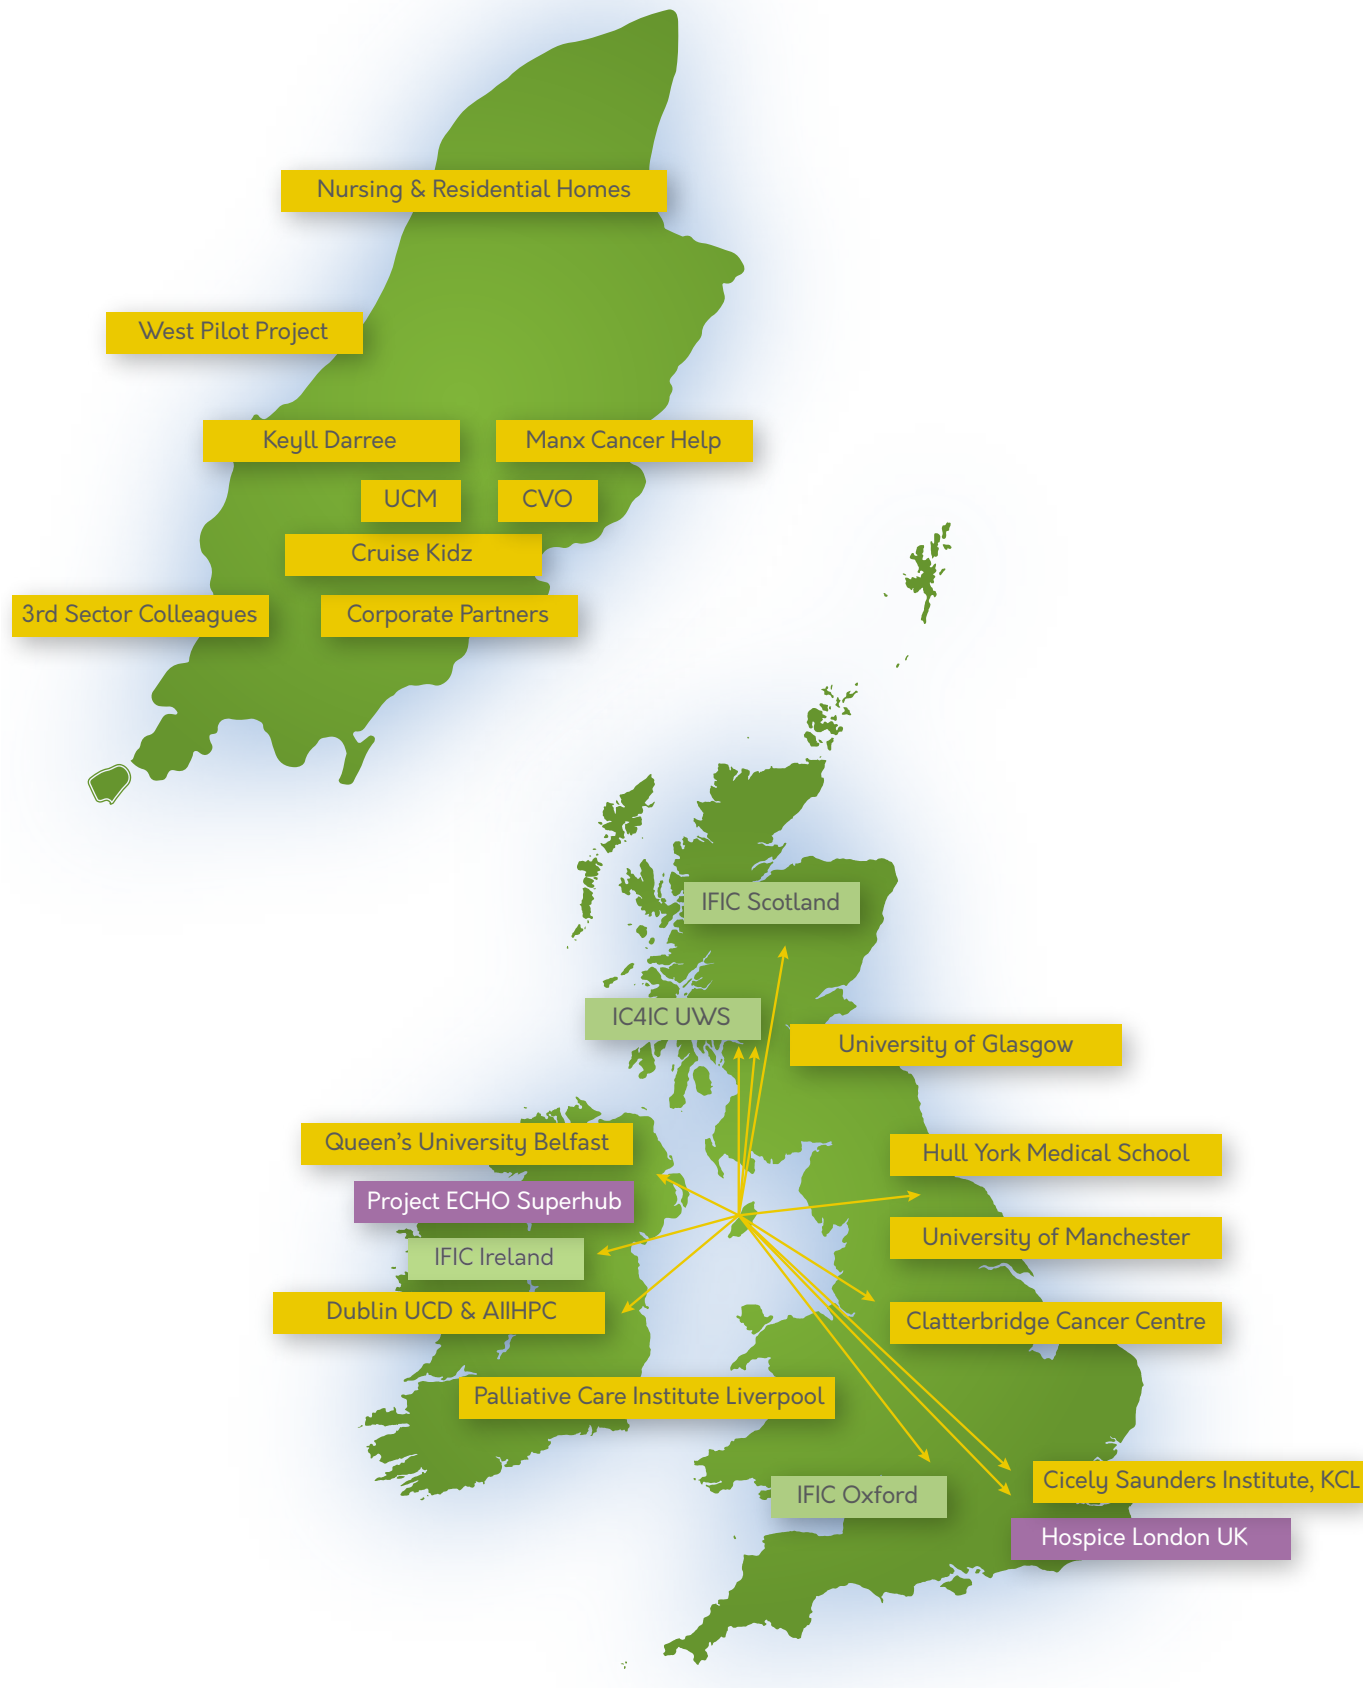 Nursing & Residential Homes
West Pilot Project
Keyll Darree
Manx Cancer Help
UCM
CVO
Cruise Kidz
3rd Sector Colleagues
Corporate Partners
IFIC Scotland
IC4IC UWS
University of Glasgow
Queen's University Belfast
Hull York Medical School
Project ECHO Superhub
University of Manchester
IFIC Ireland
Dublin UCD & AIIHPC
Clatterbridge Cancer Centre
Palliative Care Institute Liverpool
Cicely Saunders Institute, KCL
IFIC Oxford
Hospice London UK